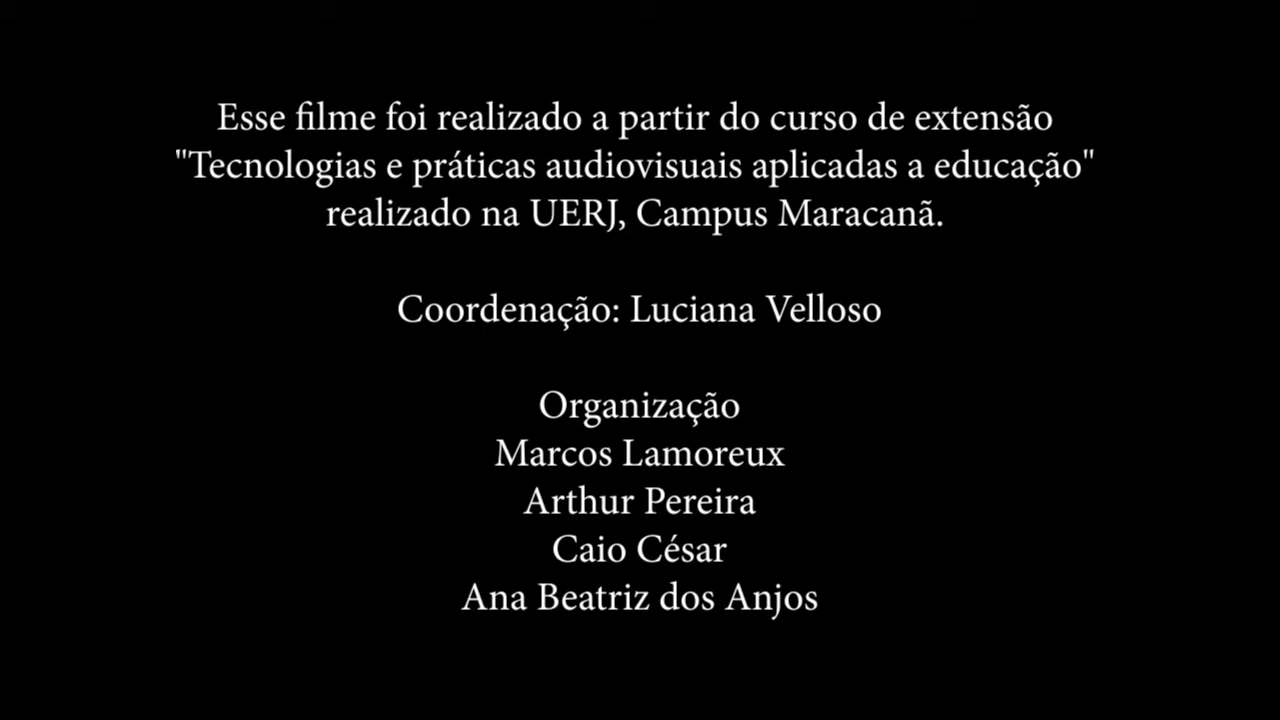 Esse filme foi realizado a partir do curso de extensão
"Tecnologias e práticas audiovisuais aplicadas a educação"
realizado na UERJ, Campus Maracanã.
Coordenação: Luciana Velloso
Organização
Marcos Lamoreux
Arthur Pereira
Caio César
Ana Beatriz dos Anjos